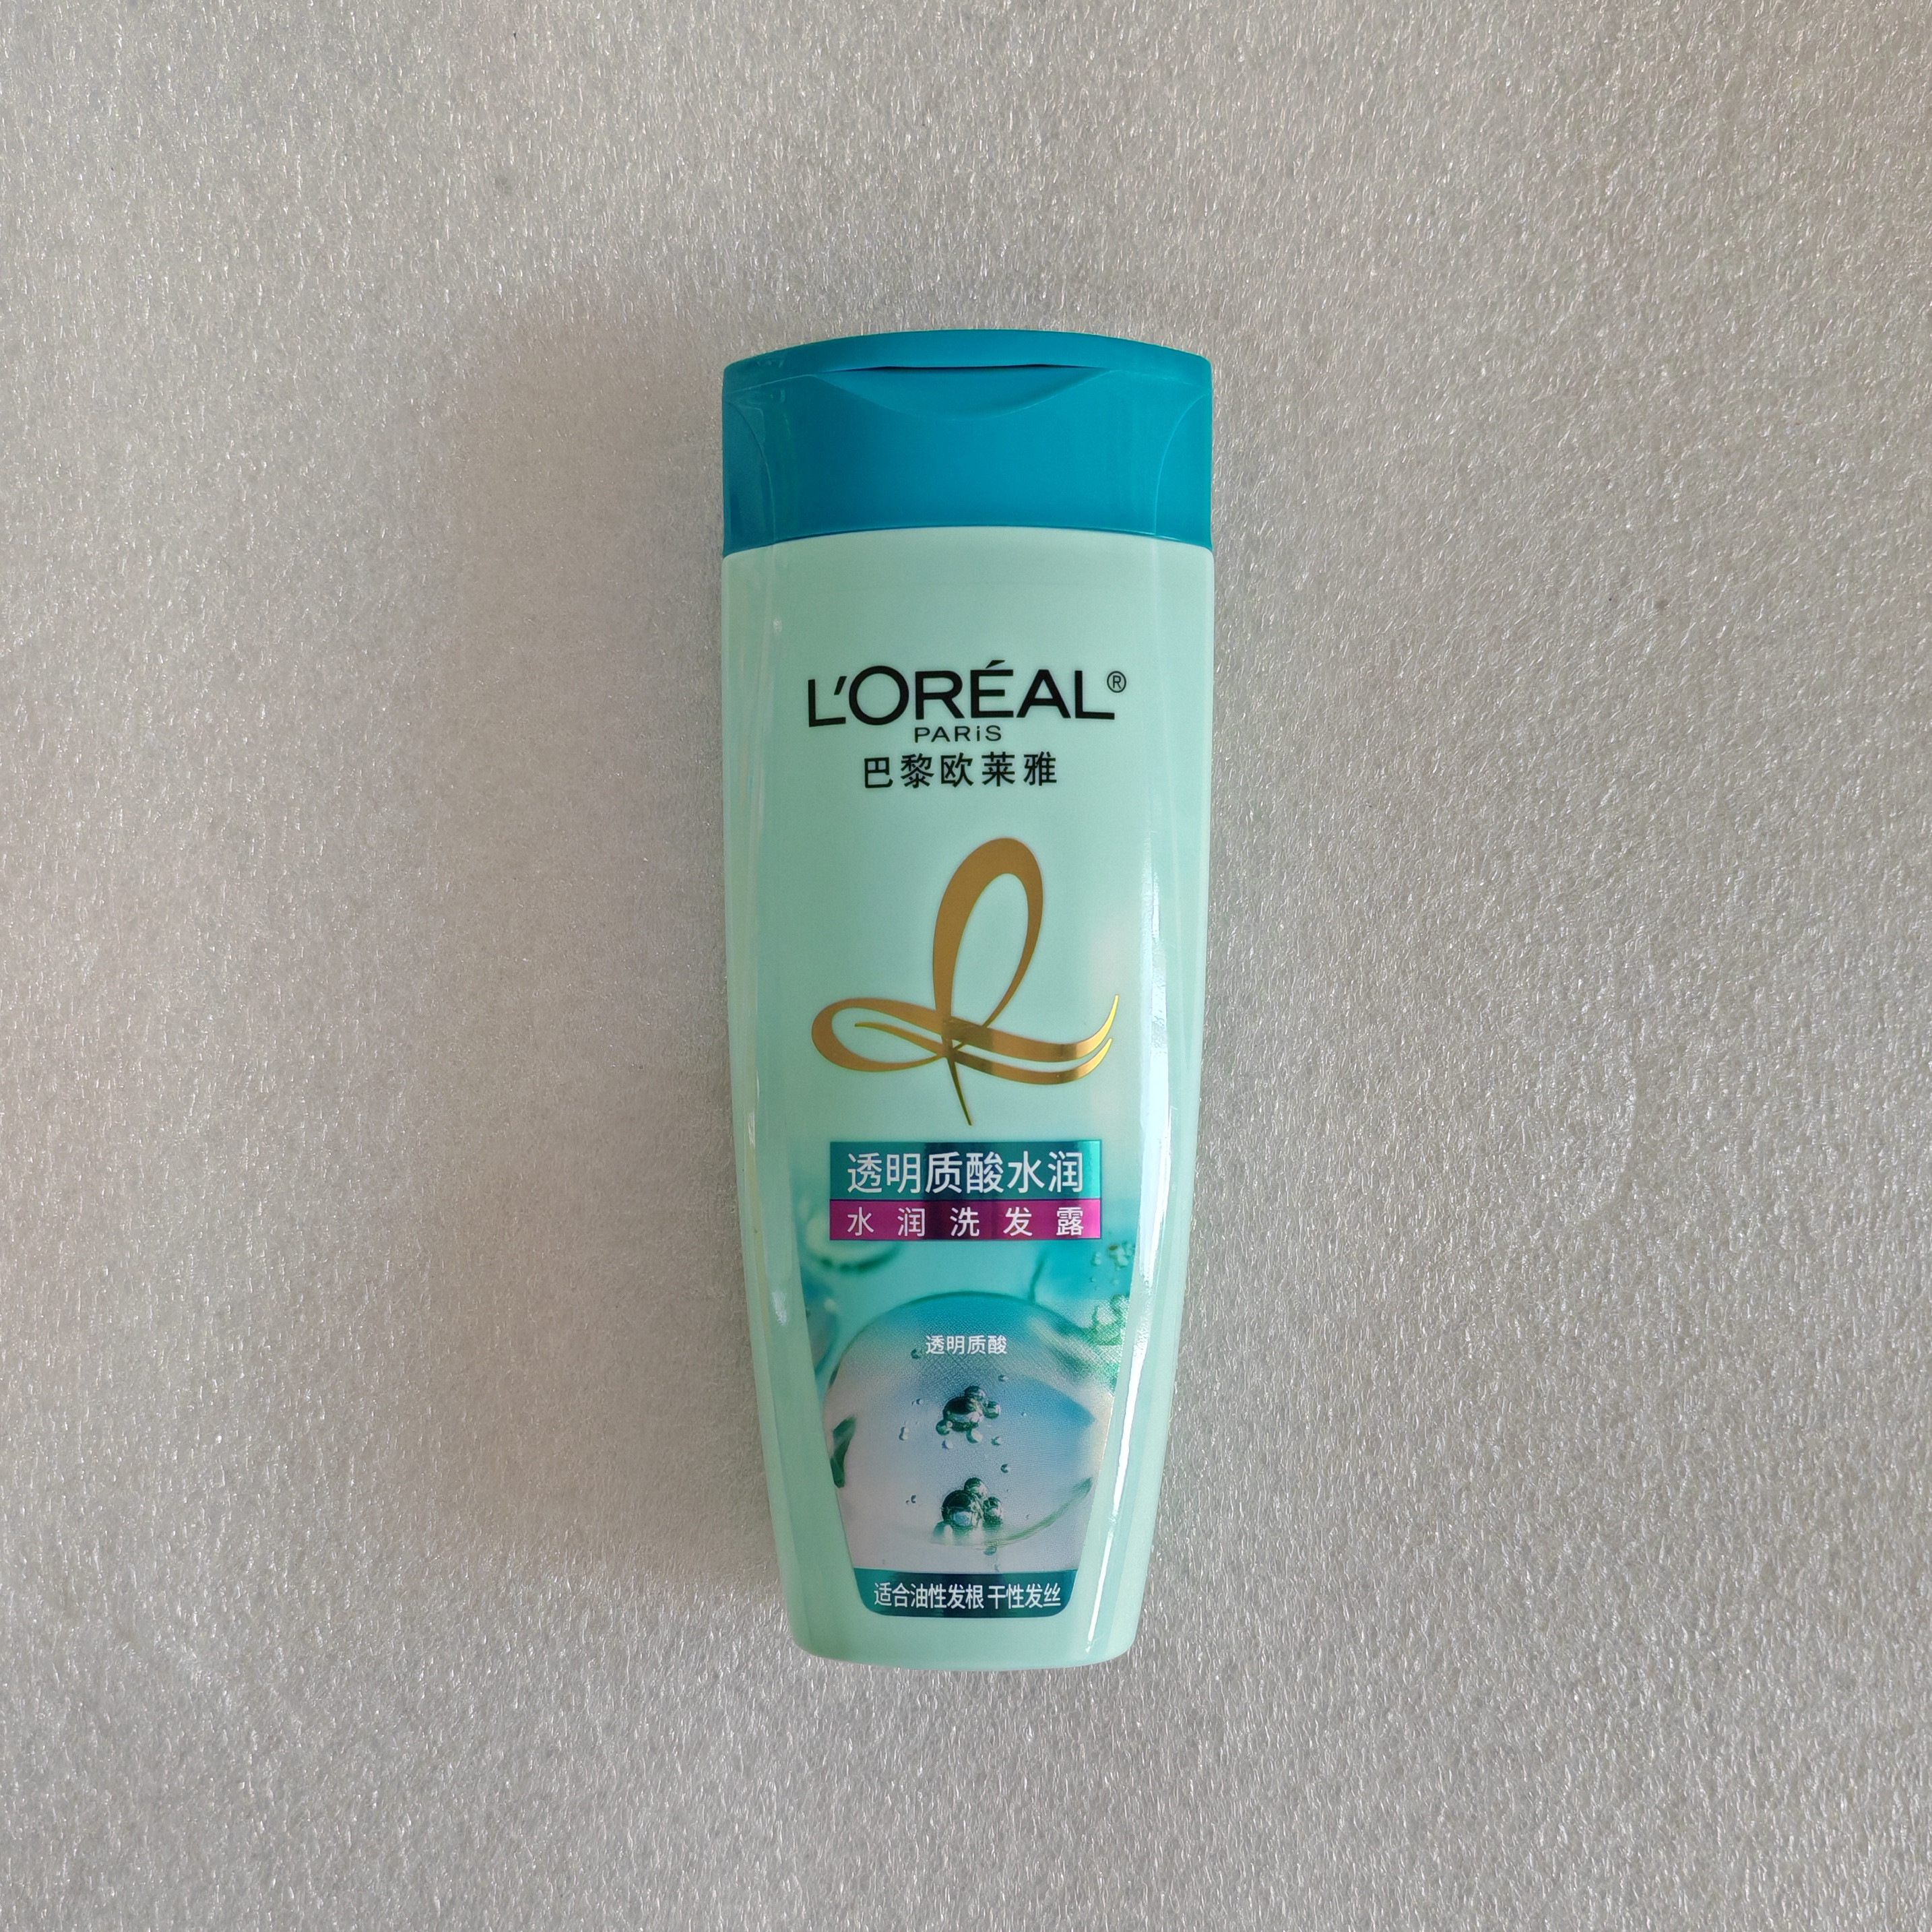 L'ORÉAL®
PARiS
巴黎欧莱雅
透明质酸水润
水润洗发露
透明质酸
适合油性发根 干性发丝